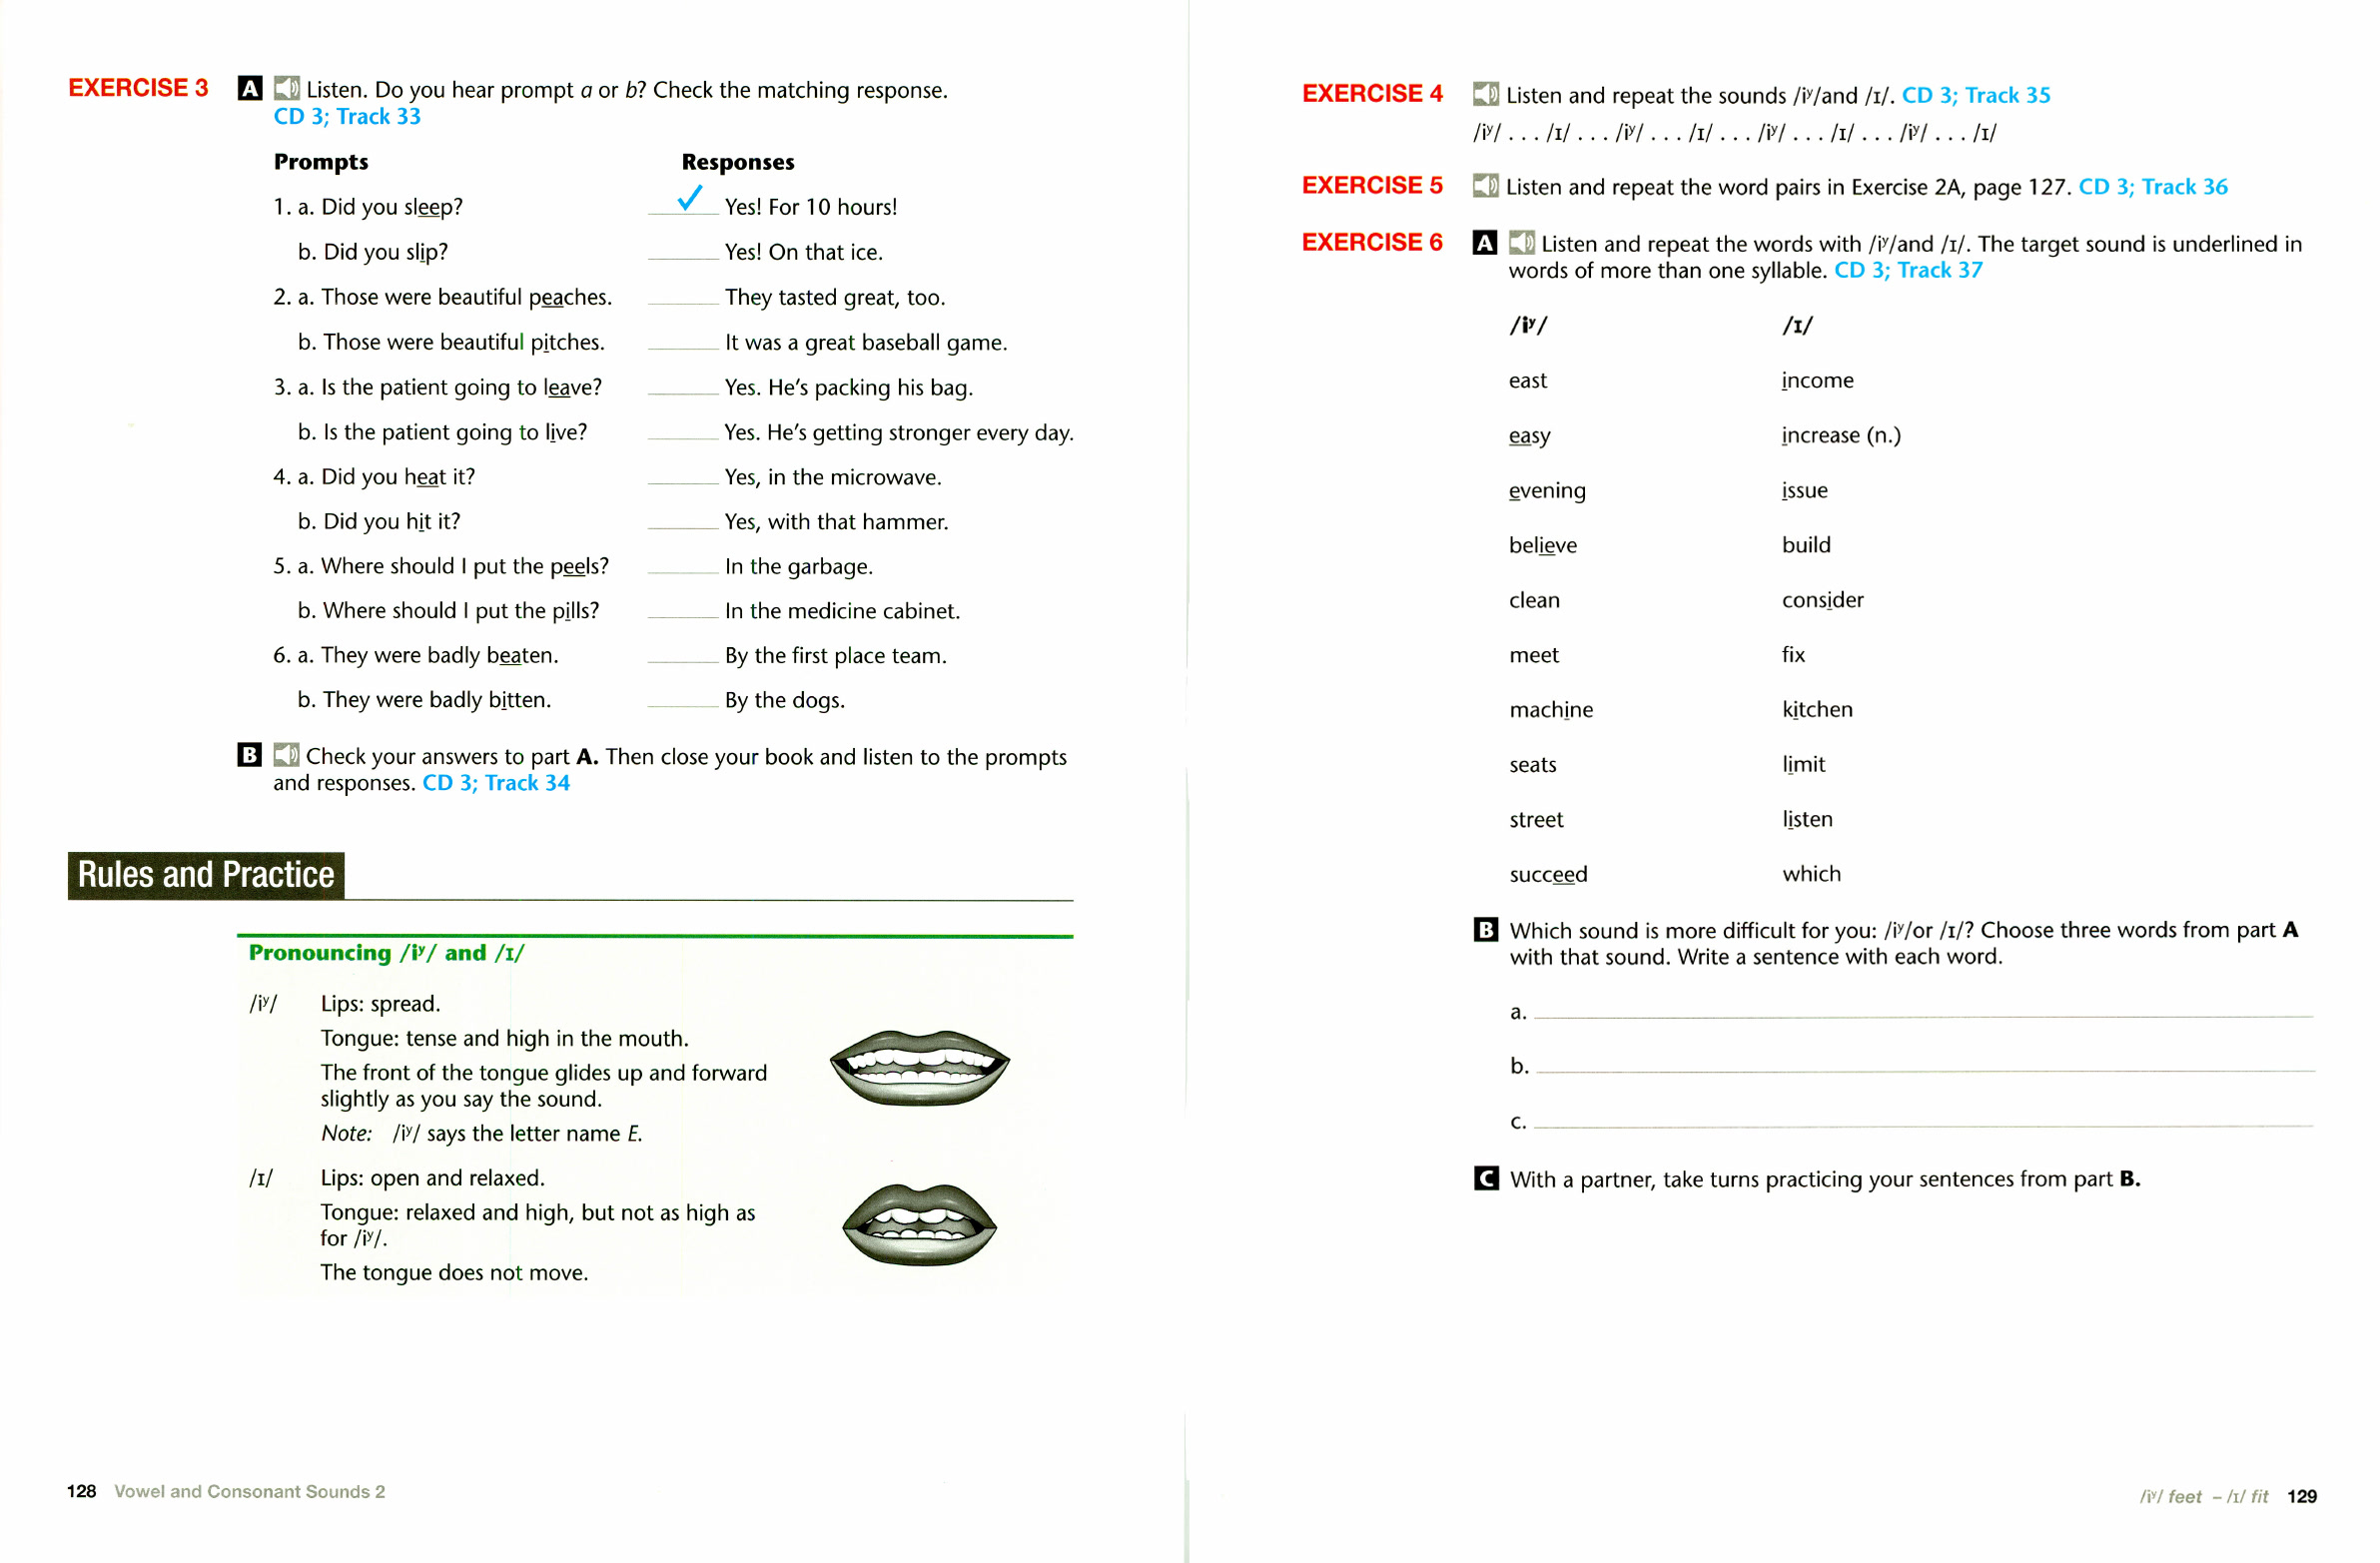 EXERCISE 3 A Listen. Do you hear prompt a or b? Check the matching response.
CD 3; Track 33
Prompts Responses
1. a. Did you sleep? ✓ Yes! For 10 hours!
b. Did you slip? Yes! On that ice.
2. a. Those were beautiful peaches. They tasted great, too.
b. Those were beautiful pitches. It was a great baseball game.
3. a. Is the patient going to leave? Yes. He's packing his bag.
b. Is the patient going to live? Yes. He's getting stronger every day.
4. a. Did you heat it? Yes, in the microwave.
b. Did you hit it? Yes, with that hammer.
5. a. Where should I put the peels? In the garbage.
b. Where should I put the pills? In the medicine cabinet.
6. a. They were badly beaten. By the first place team.
b. They were badly bitten. By the dogs.
B Check your answers to part A. Then close your book and listen to the prompts
and responses. CD 3; Track 34
Rules and Practice
Pronouncing /iʸ/ and /ɪ/
/iʸ/ Lips: spread.
Tongue: tense and high in the mouth.
The front of the tongue glides up and forward
slightly as you say the sound.
Note: /iʸ/ says the letter name E.
/ɪ/ Lips: open and relaxed.
Tongue: relaxed and high, but not as high as
for /iʸ/.
The tongue does not move.
128 Vowel and Consonant Sounds 2
EXERCISE 4 Listen and repeat the sounds /iʸ/and /ɪ/. CD 3; Track 35
/iʸ/ . . . /ɪ/ . . . /iʸ/ . . . /ɪ/ . . . /iʸ/ . . . /ɪ/ . . . /iʸ/ . . . /ɪ/
EXERCISE 5 Listen and repeat the word pairs in Exercise 2A, page 127. CD 3; Track 36
EXERCISE 6 A Listen and repeat the words with /iʸ/and /ɪ/. The target sound is underlined in
words of more than one syllable. CD 3; Track 37
/iʸ/ /ɪ/
east income
easy increase (n.)
evening issue
believe build
clean consider
meet fix
machine kitchen
seats limit
street listen
succeed which
B Which sound is more difficult for you: /iʸ/or /ɪ/? Choose three words from part A
with that sound. Write a sentence with each word.
a.
b.
c.
C With a partner, take turns practicing your sentences from part B.
/iʸ/ feet – /ɪ/ fit 129